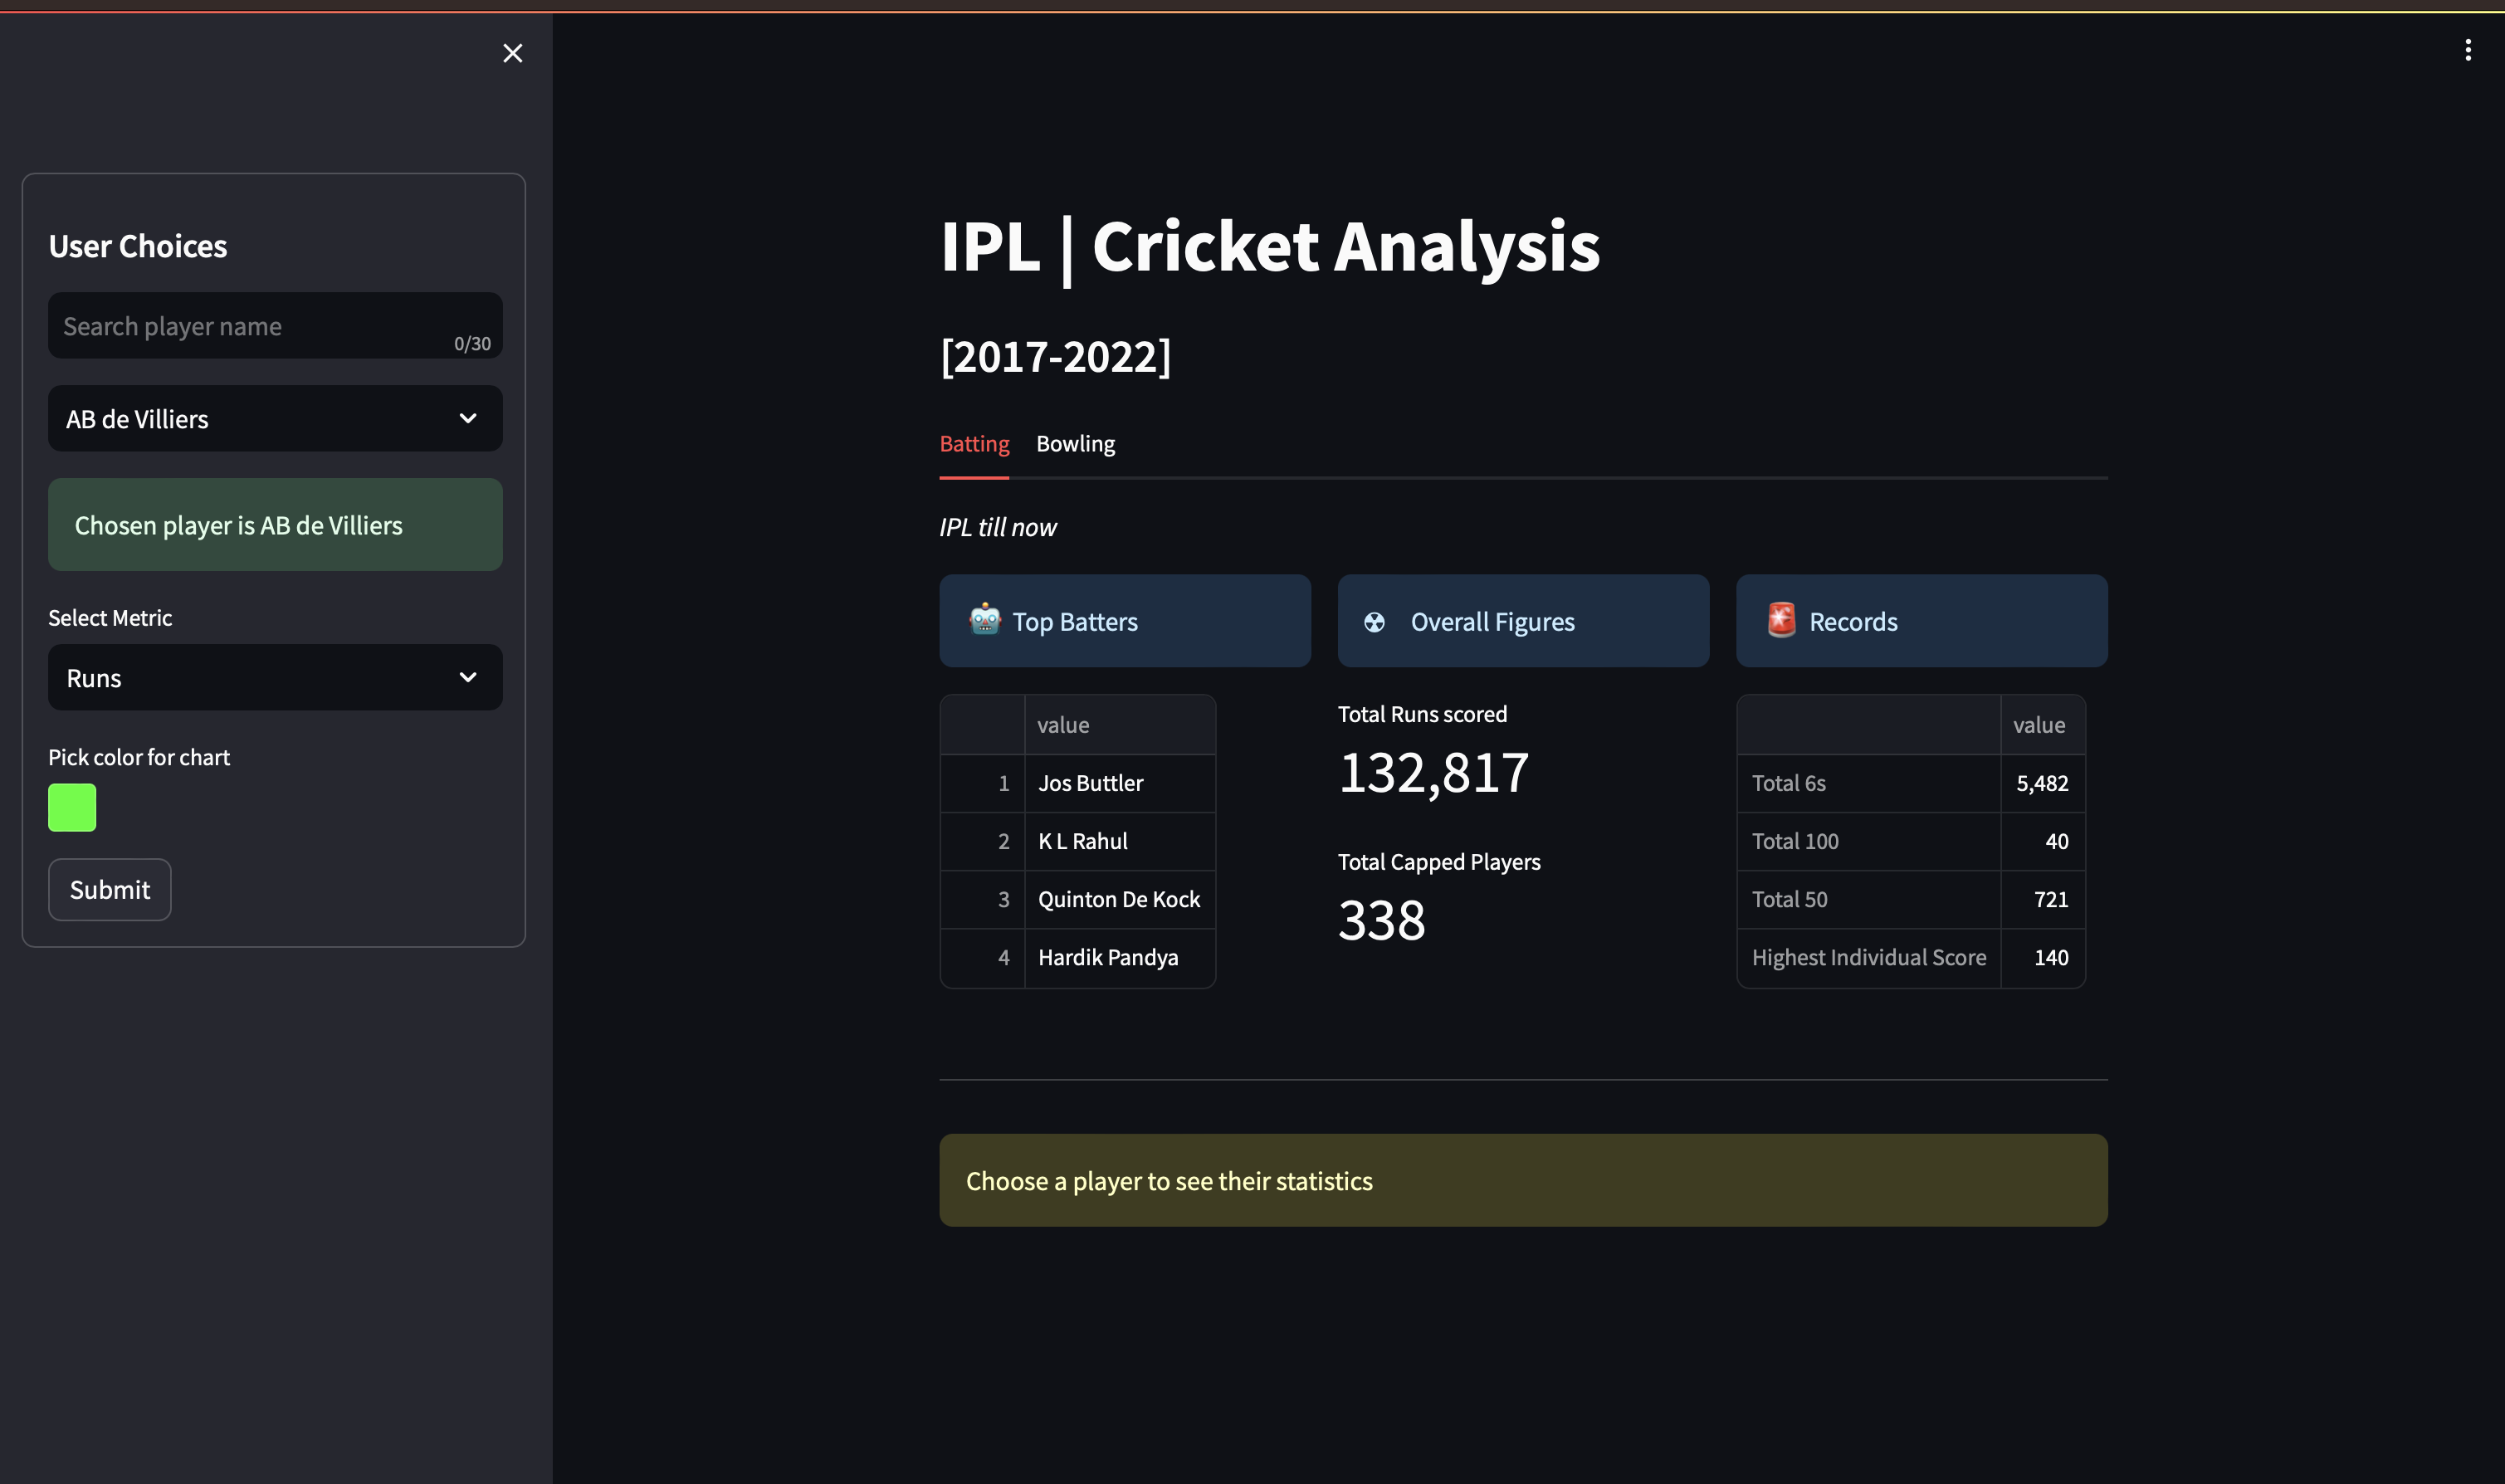 User Choices
Search player name
0/30
AB de Villiers
Chosen player is AB de Villiers
Select Metric
Runs
Pick color for chart
Submit
IPL | Cricket Analysis
[2017-2022]
Batting Bowling
IPL till now
Top Batters
value
1 Jos Buttler
2 K L Rahul
3 Quinton De Kock
4 Hardik Pandya
Overall Figures
Total Runs scored
132,817
Total Capped Players
338
Records
value
Total 6s 5,482
Total 100 40
Total 50 721
Highest Individual Score 140
Choose a player to see their statistics